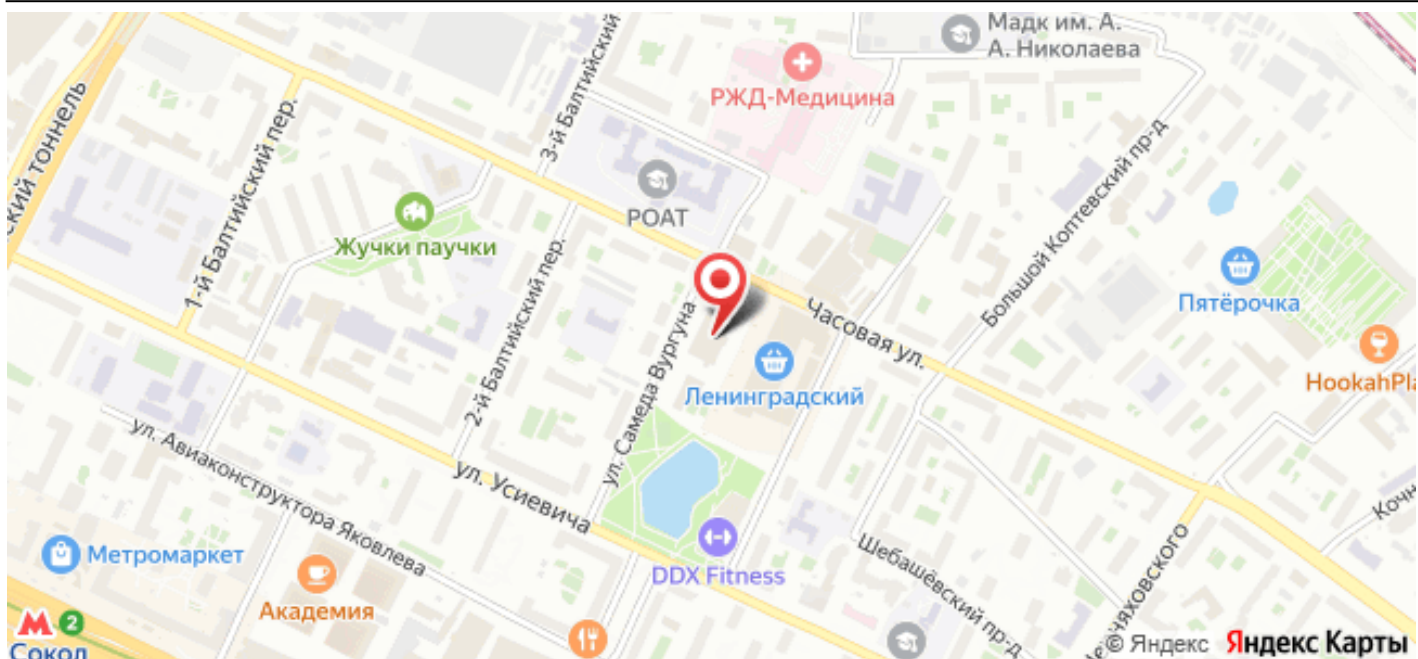 Мадк им. А.
А. Николаева
РЖД-Медицина
3-й Балтийский
ский тоннель
1-й Балтийский пер.
Жучки паучки
РОАТ
2-й Балтийский пер.
Большой Коптевский пр-д
Пятёрочка
Часовая ул.
HookahPla
ул. Самеда Вургуна
Ленинградский
ул. Авиаконструктора Яковлева
ул. Усиевича
Кочн
Метромаркет
DDX Fitness
Шебашёвский пр-д
Академия
няховского
2
Сокол
© Яндекс Яндекс Карты